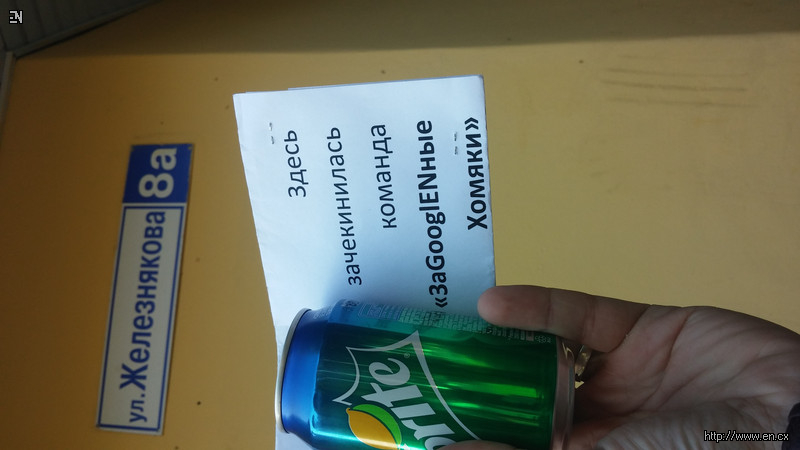 EN
ул. Железнякова 8а
Здесь
зачекинилась
команда
«ЗаGooglENные
Хомяки»
Sprite
http://www.en.cx